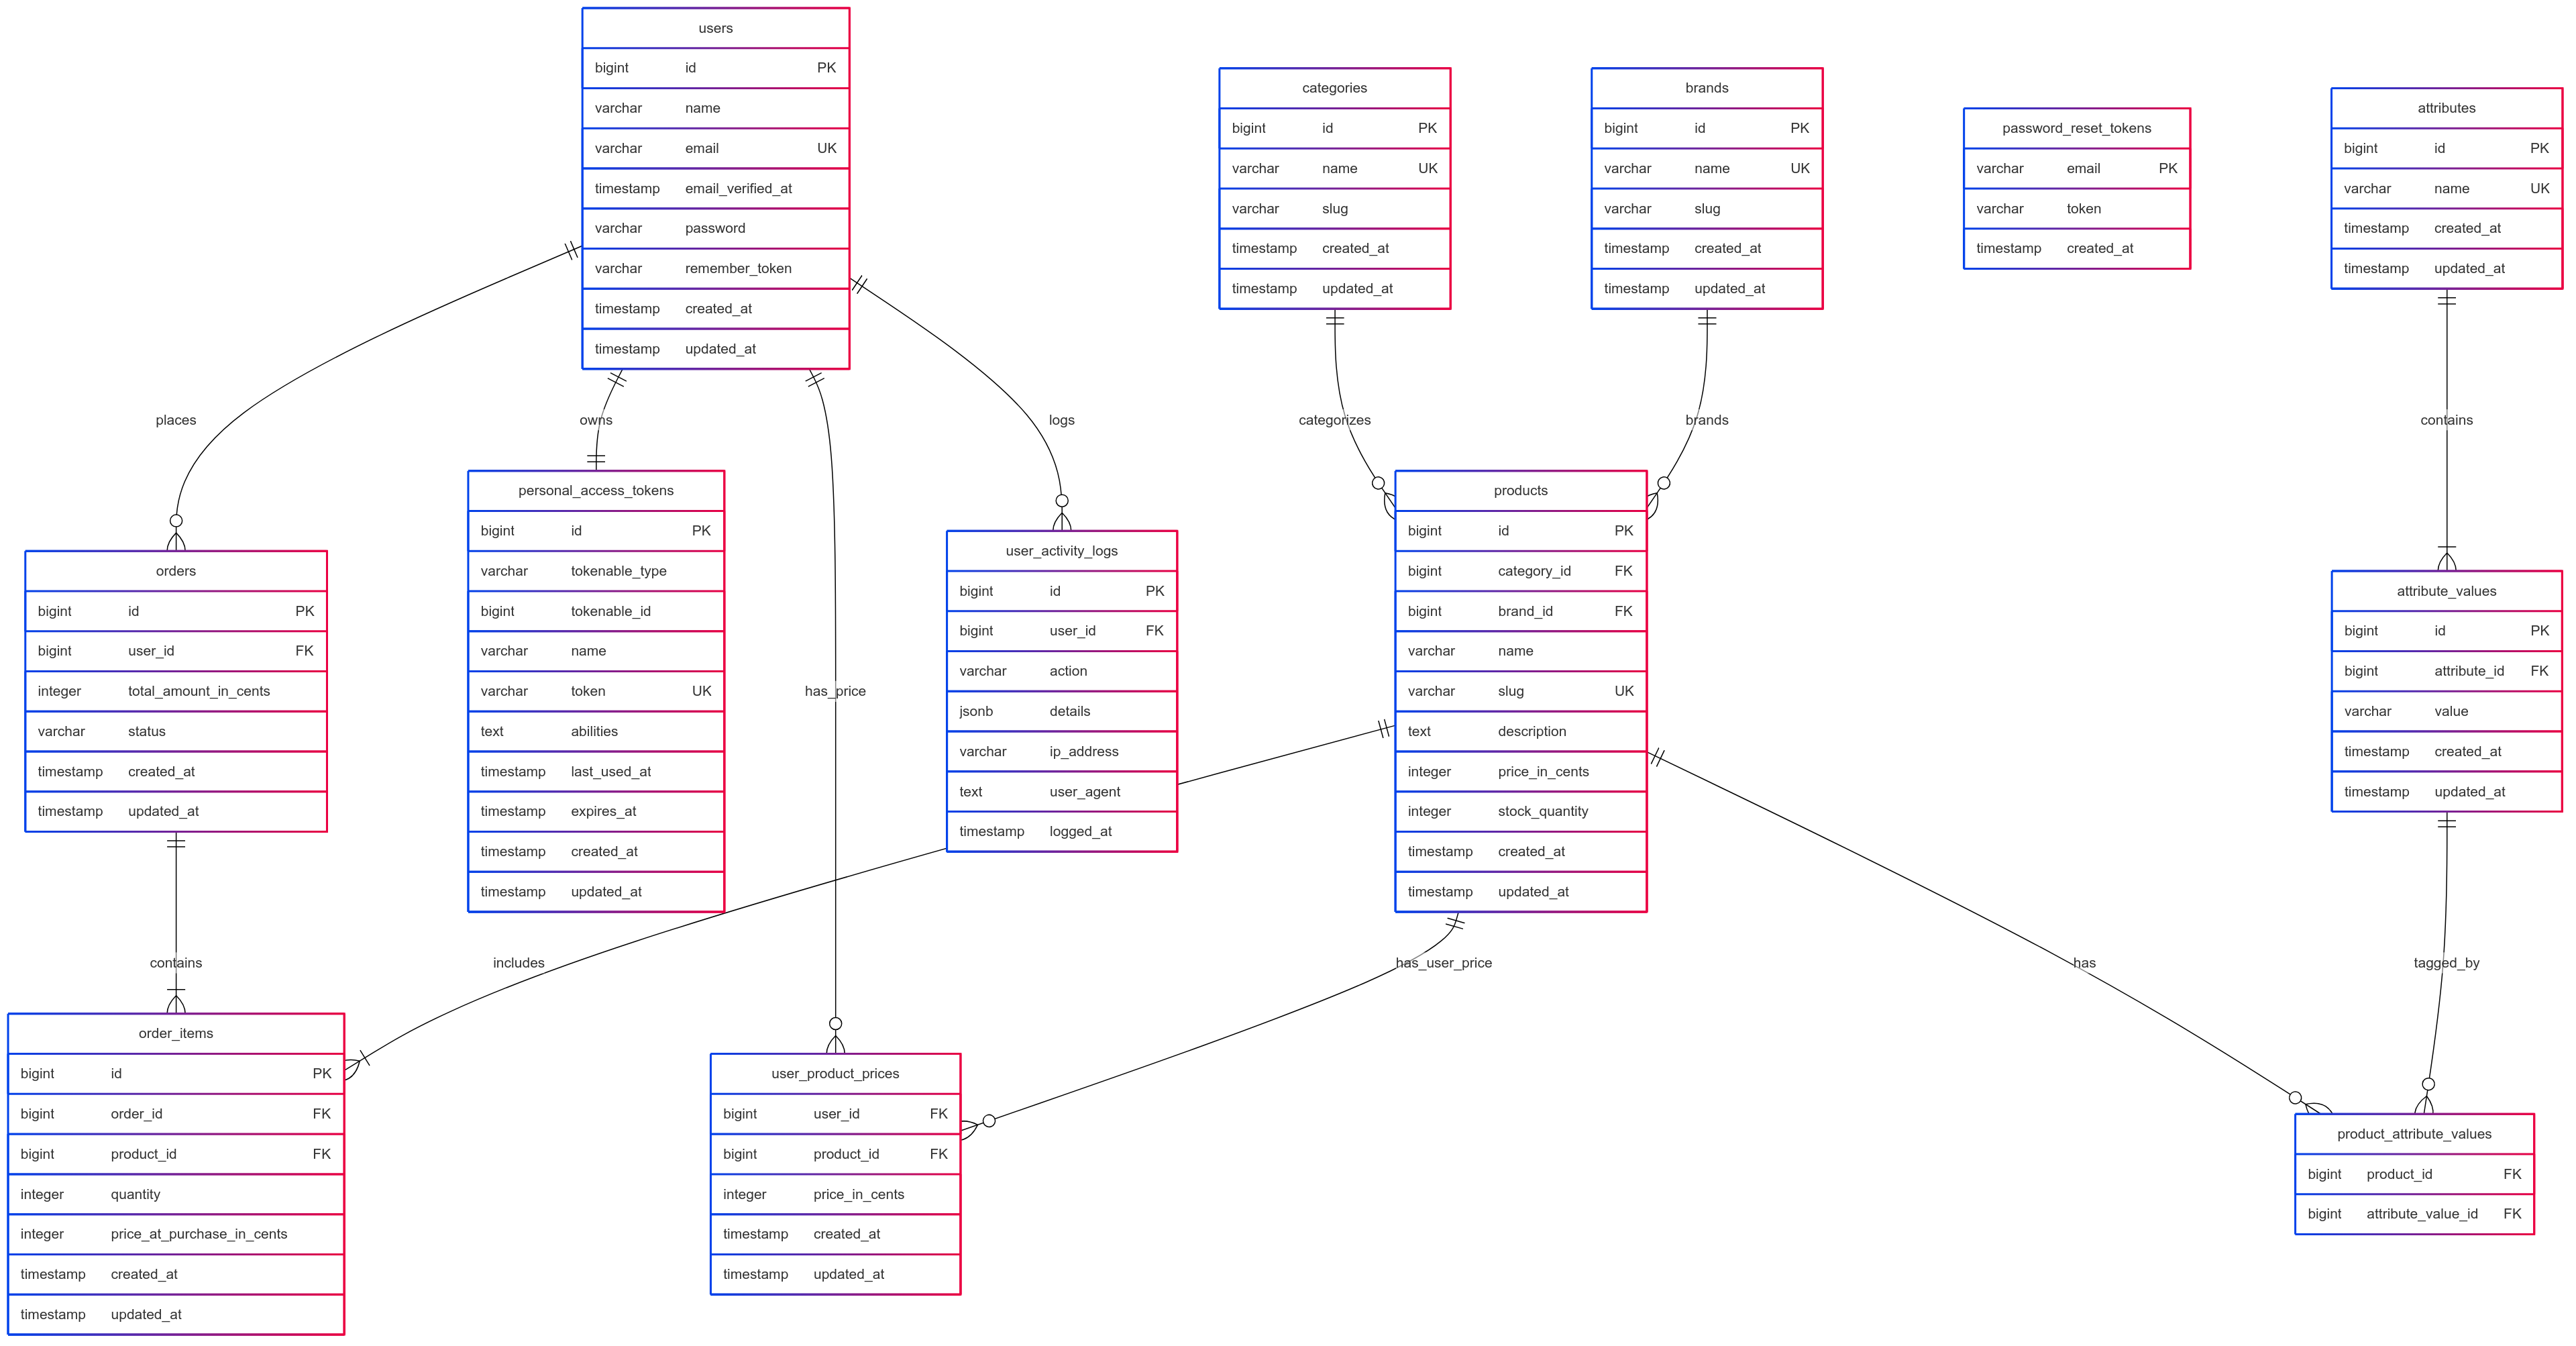 users
bigint id PK
varchar name
varchar email UK
timestamp email_verified_at
varchar password
varchar remember_token
timestamp created_at
timestamp updated_at
categories
bigint id PK
varchar name UK
varchar slug
timestamp created_at
timestamp updated_at
brands
bigint id PK
varchar name UK
varchar slug
timestamp created_at
timestamp updated_at
password_reset_tokens
varchar email PK
varchar token
timestamp created_at
attributes
bigint id PK
varchar name UK
timestamp created_at
timestamp updated_at
places
owns
logs
categorizes
brands
contains
orders
bigint id PK
bigint user_id FK
integer total_amount_in_cents
varchar status
timestamp created_at
timestamp updated_at
personal_access_tokens
bigint id PK
varchar tokenable_type
bigint tokenable_id
varchar name
varchar token UK
text abilities
timestamp last_used_at
timestamp expires_at
timestamp created_at
timestamp updated_at
has_price
user_activity_logs
bigint id PK
bigint user_id FK
varchar action
jsonb details
varchar ip_address
text user_agent
timestamp logged_at
products
bigint id PK
bigint category_id FK
bigint brand_id FK
varchar name
varchar slug UK
text description
integer price_in_cents
integer stock_quantity
timestamp created_at
timestamp updated_at
attribute_values
bigint id PK
bigint attribute_id FK
varchar value
timestamp created_at
timestamp updated_at
contains
includes
has_user_price
has
tagged_by
order_items
bigint id PK
bigint order_id FK
bigint product_id FK
integer quantity
integer price_at_purchase_in_cents
timestamp created_at
timestamp updated_at
user_product_prices
bigint user_id FK
bigint product_id FK
integer price_in_cents
timestamp created_at
timestamp updated_at
product_attribute_values
bigint product_id FK
bigint attribute_value_id FK